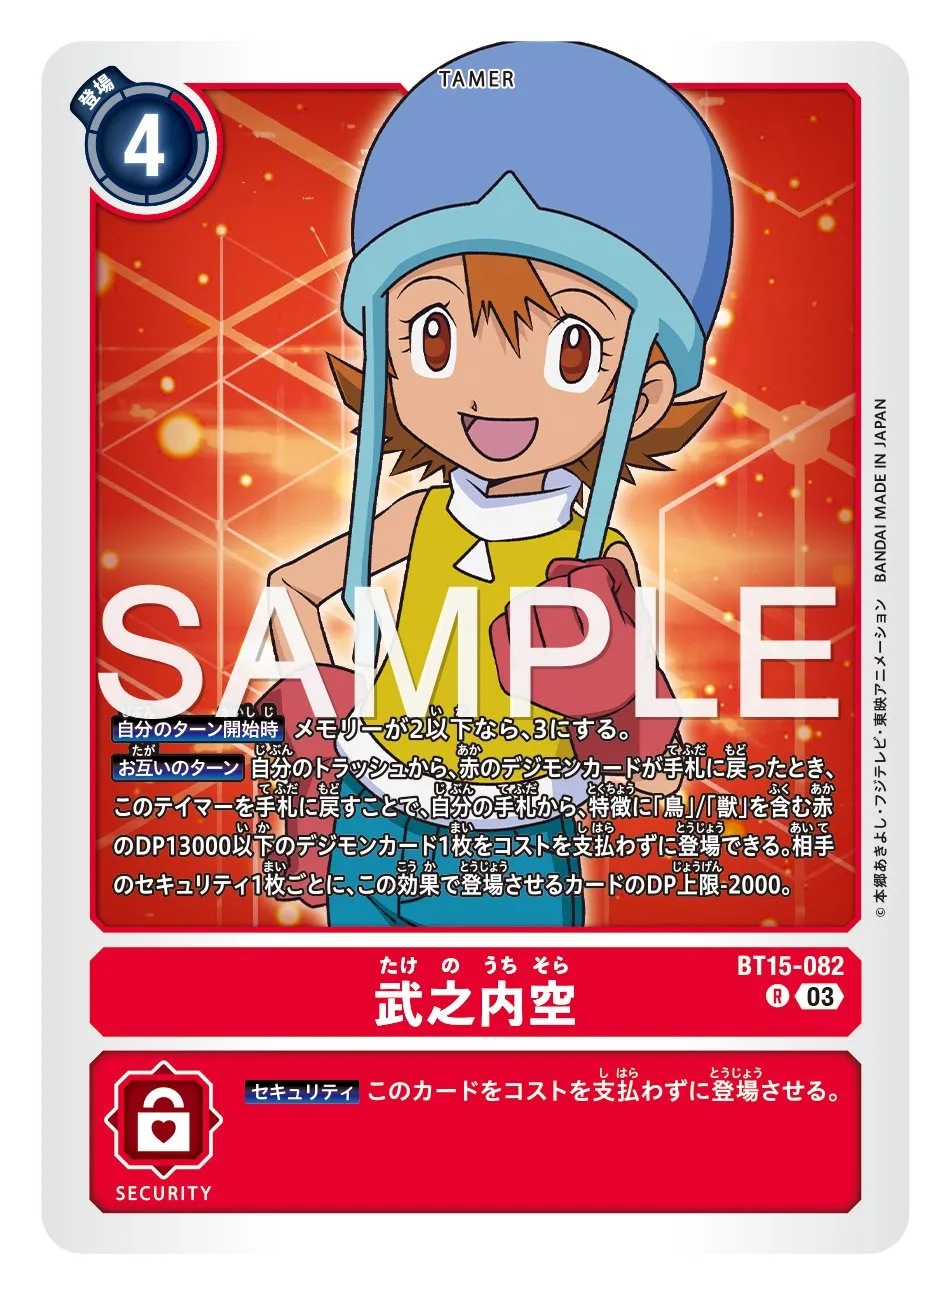 TAMER
登場
4
SAMPLE
自分のターン開始時 メモリーが2以下なら、3にする。
お互いのターン 自分のトラッシュから、赤のデジモンカードが手札に戻ったとき、
このテイマーを手札に戻すことで、自分の手札から、特徴に「鳥」/「獣」を含む赤
のDP13000以下のデジモンカード1枚をコストを支払わずに登場できる。相手
のセキュリティ1枚ごとに、この効果で登場させるカードのDP上限-2000。
©本郷あきよし・フジテレビ・東映アニメーション BANDAI MADE IN JAPAN
たけ の うち そら
武之内空
BT15-082
R 03
セキュリティ このカードをコストを支払わずに登場させる。
SECURITY